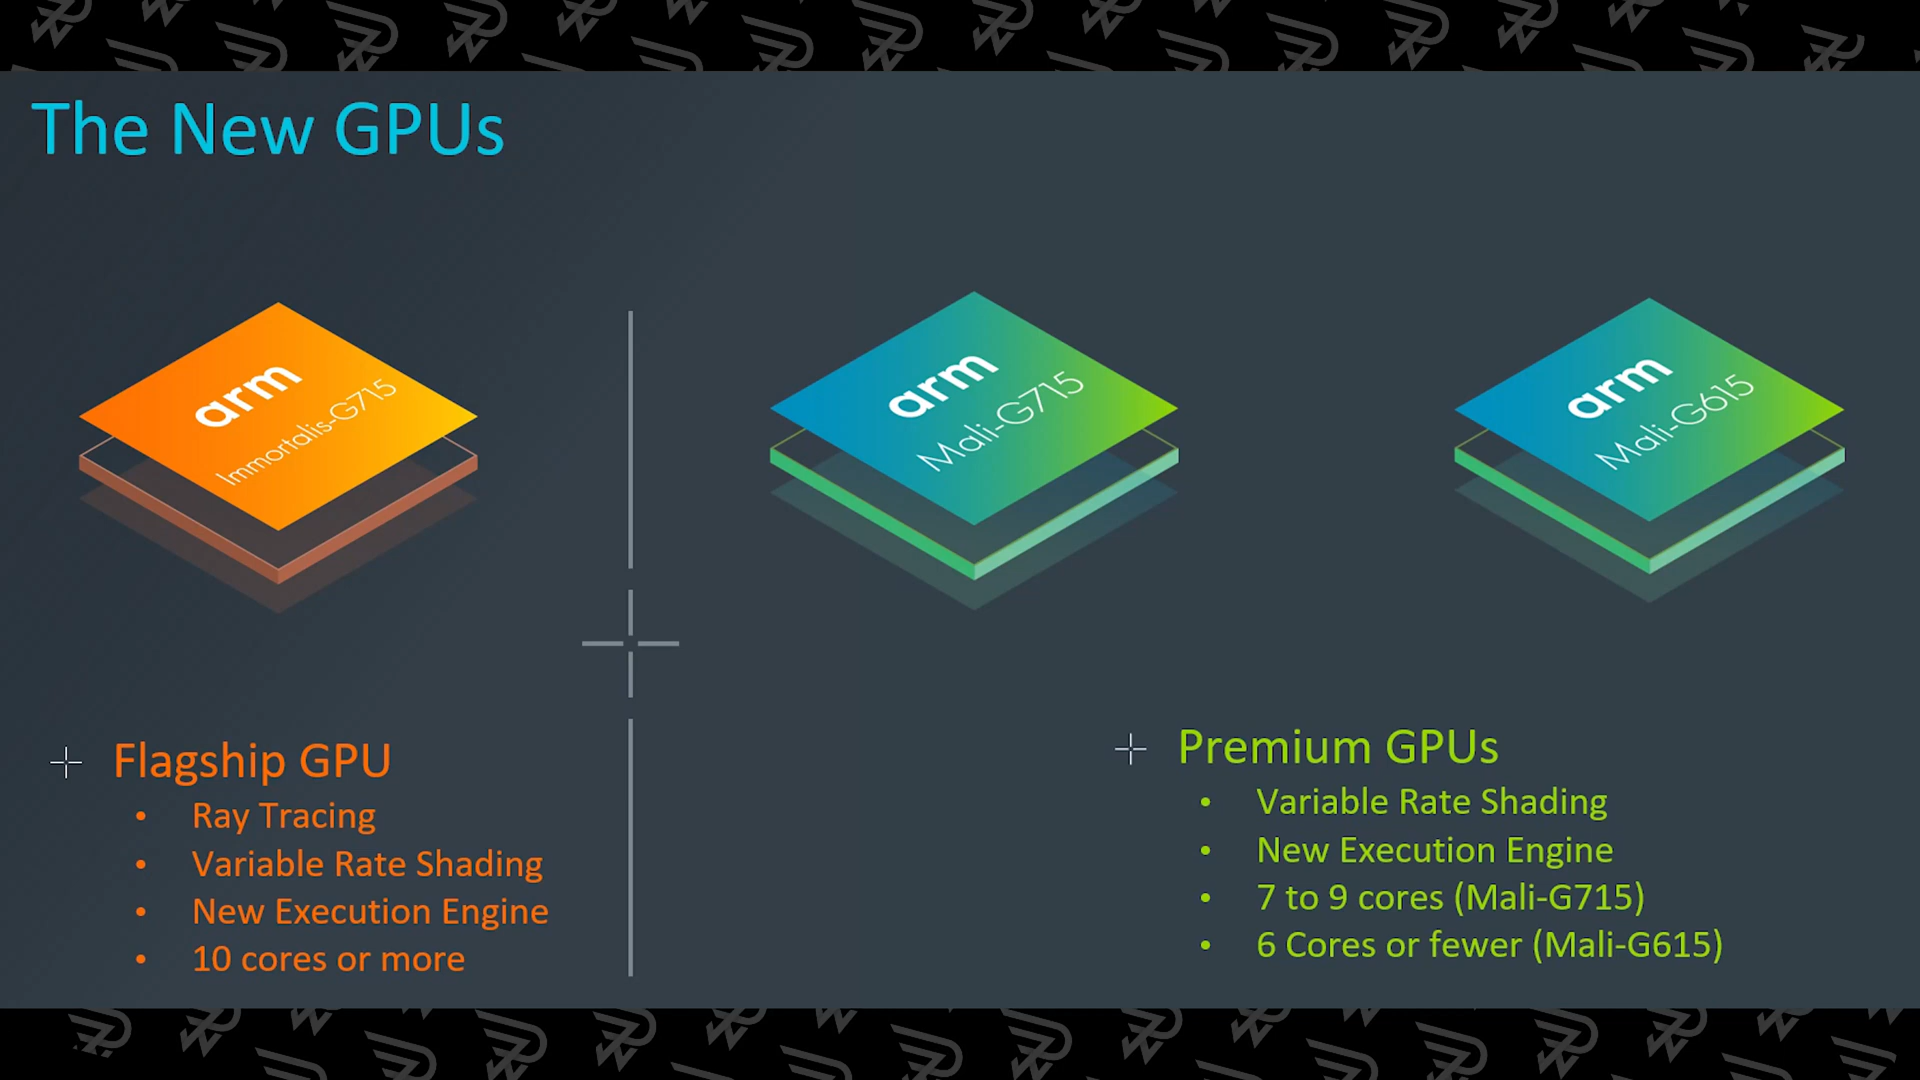 The New GPUs
arm
Immortalis-G715
arm
Mali-G715
arm
Mali-G615
Flagship GPU
• Ray Tracing
• Variable Rate Shading
• New Execution Engine
• 10 cores or more
Premium GPUs
• Variable Rate Shading
• New Execution Engine
• 7 to 9 cores (Mali-G715)
• 6 Cores or fewer (Mali-G615)